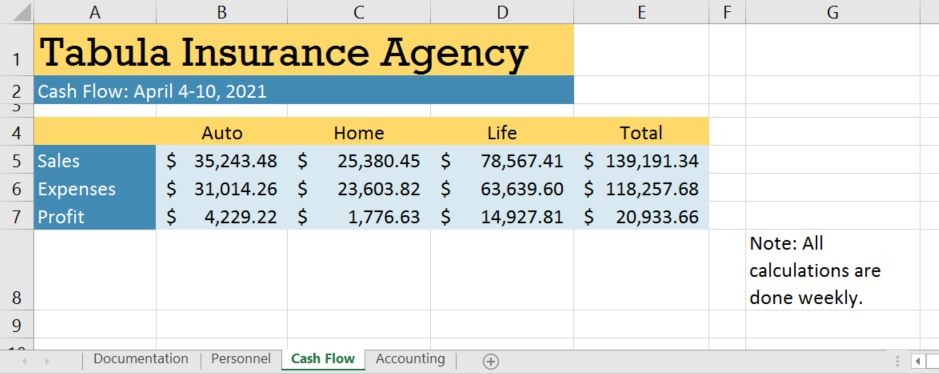 A B C D E F G
1 Tabula Insurance Agency
2 Cash Flow: April 4-10, 2021
3
4 Auto Home Life Total
5 Sales $ 35,243.48 $ 25,380.45 $ 78,567.41 $ 139,191.34
6 Expenses $ 31,014.26 $ 23,603.82 $ 63,639.60 $ 118,257.68
7 Profit $ 4,229.22 $ 1,776.63 $ 14,927.81 $ 20,933.66
Note: All
calculations are
8 done weekly.
9
10
Documentation Personnel Cash Flow Accounting